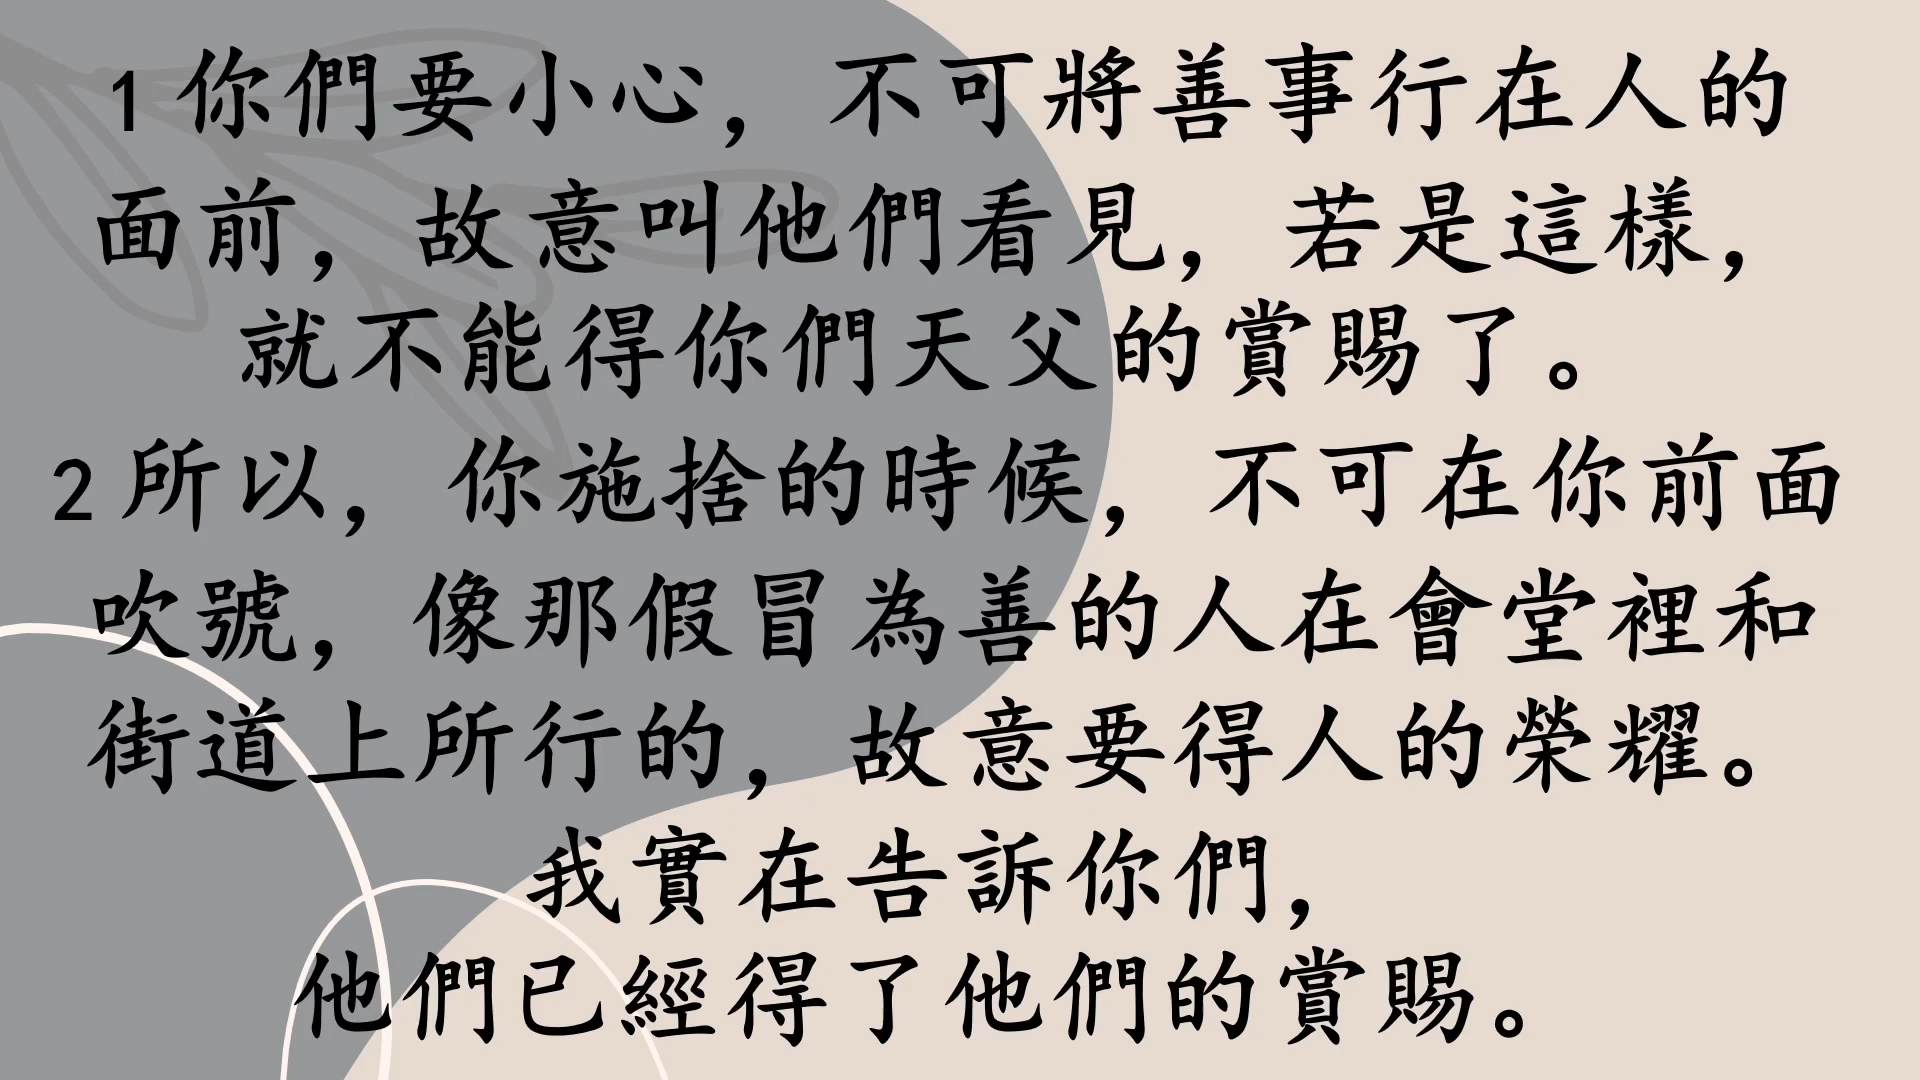 1 你們要小心，不可將善事行在人的
面前，故意叫他們看見，若是這樣，
就不能得你們天父的賞賜了。
2 所以，你施捨的時候，不可在你前面
吹號，像那假冒為善的人在會堂裡和
街道上所行的，故意要得人的榮耀。
我實在告訴你們，
他們已經得了他們的賞賜。